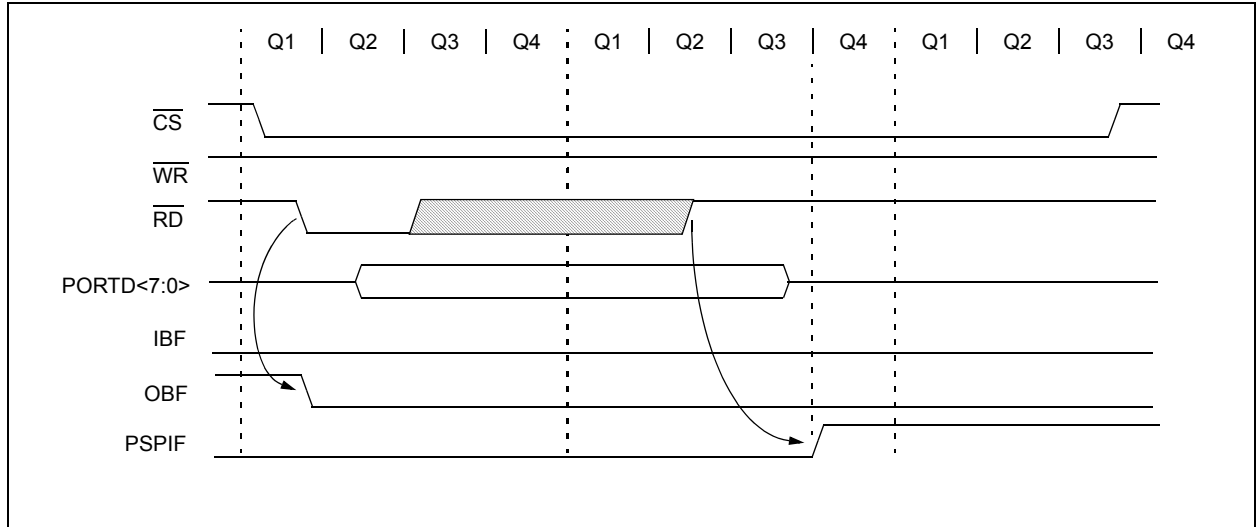 Q1 | Q2 | Q3 | Q4 Q1 | Q2 | Q3 Q4 Q1 | Q2 | Q3 | Q4
CS
WR
RD
PORTD<7:0>
IBF
OBF
PSPIF